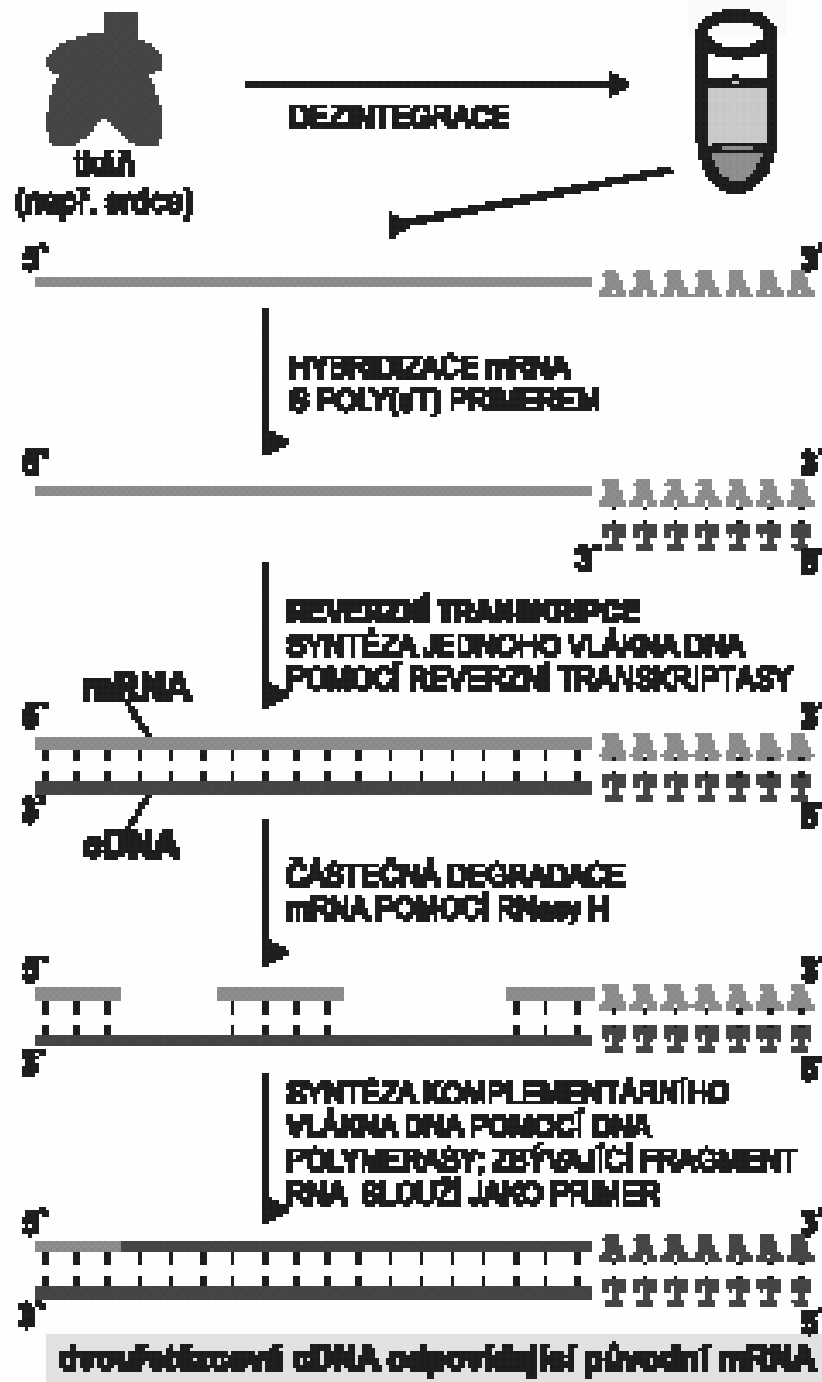 DEZINTEGRACE
tkáň
(např. srdce)
5´ 3´
AAAAAAA
HYBRIDIZACE mRNA
S POLY(dT) PRIMEREM
5´ 3´
AAAAAAA
TTTTTTT
3´ 5´
REVERZNÍ TRANSKRIPCE
SYNTÉZA JEDNOHO VLÁKNA DNA
POMOCÍ REVERZNÍ TRANSKRIPTASY
mRNA
5´ 3´
AAAAAAA
TTTTTTT
3´ 5´
cDNA
ČÁSTEČNÁ DEGRADACE
mRNA POMOCÍ RNasy H
5´ 3´
AAAAAAA
TTTTTTT
3´ 5´
SYNTÉZA KOMPLEMENTÁRNÍHO
VLÁKNA DNA POMOCÍ DNA
POLYMERASY; ZBÝVAJÍCÍ FRAGMENT
RNA SLOUŽÍ JAKO PRIMER
5´ 3´
AAAAAAA
TTTTTTT
3´ 5´
dvouřetězcová cDNA odpovídající původní mRNA